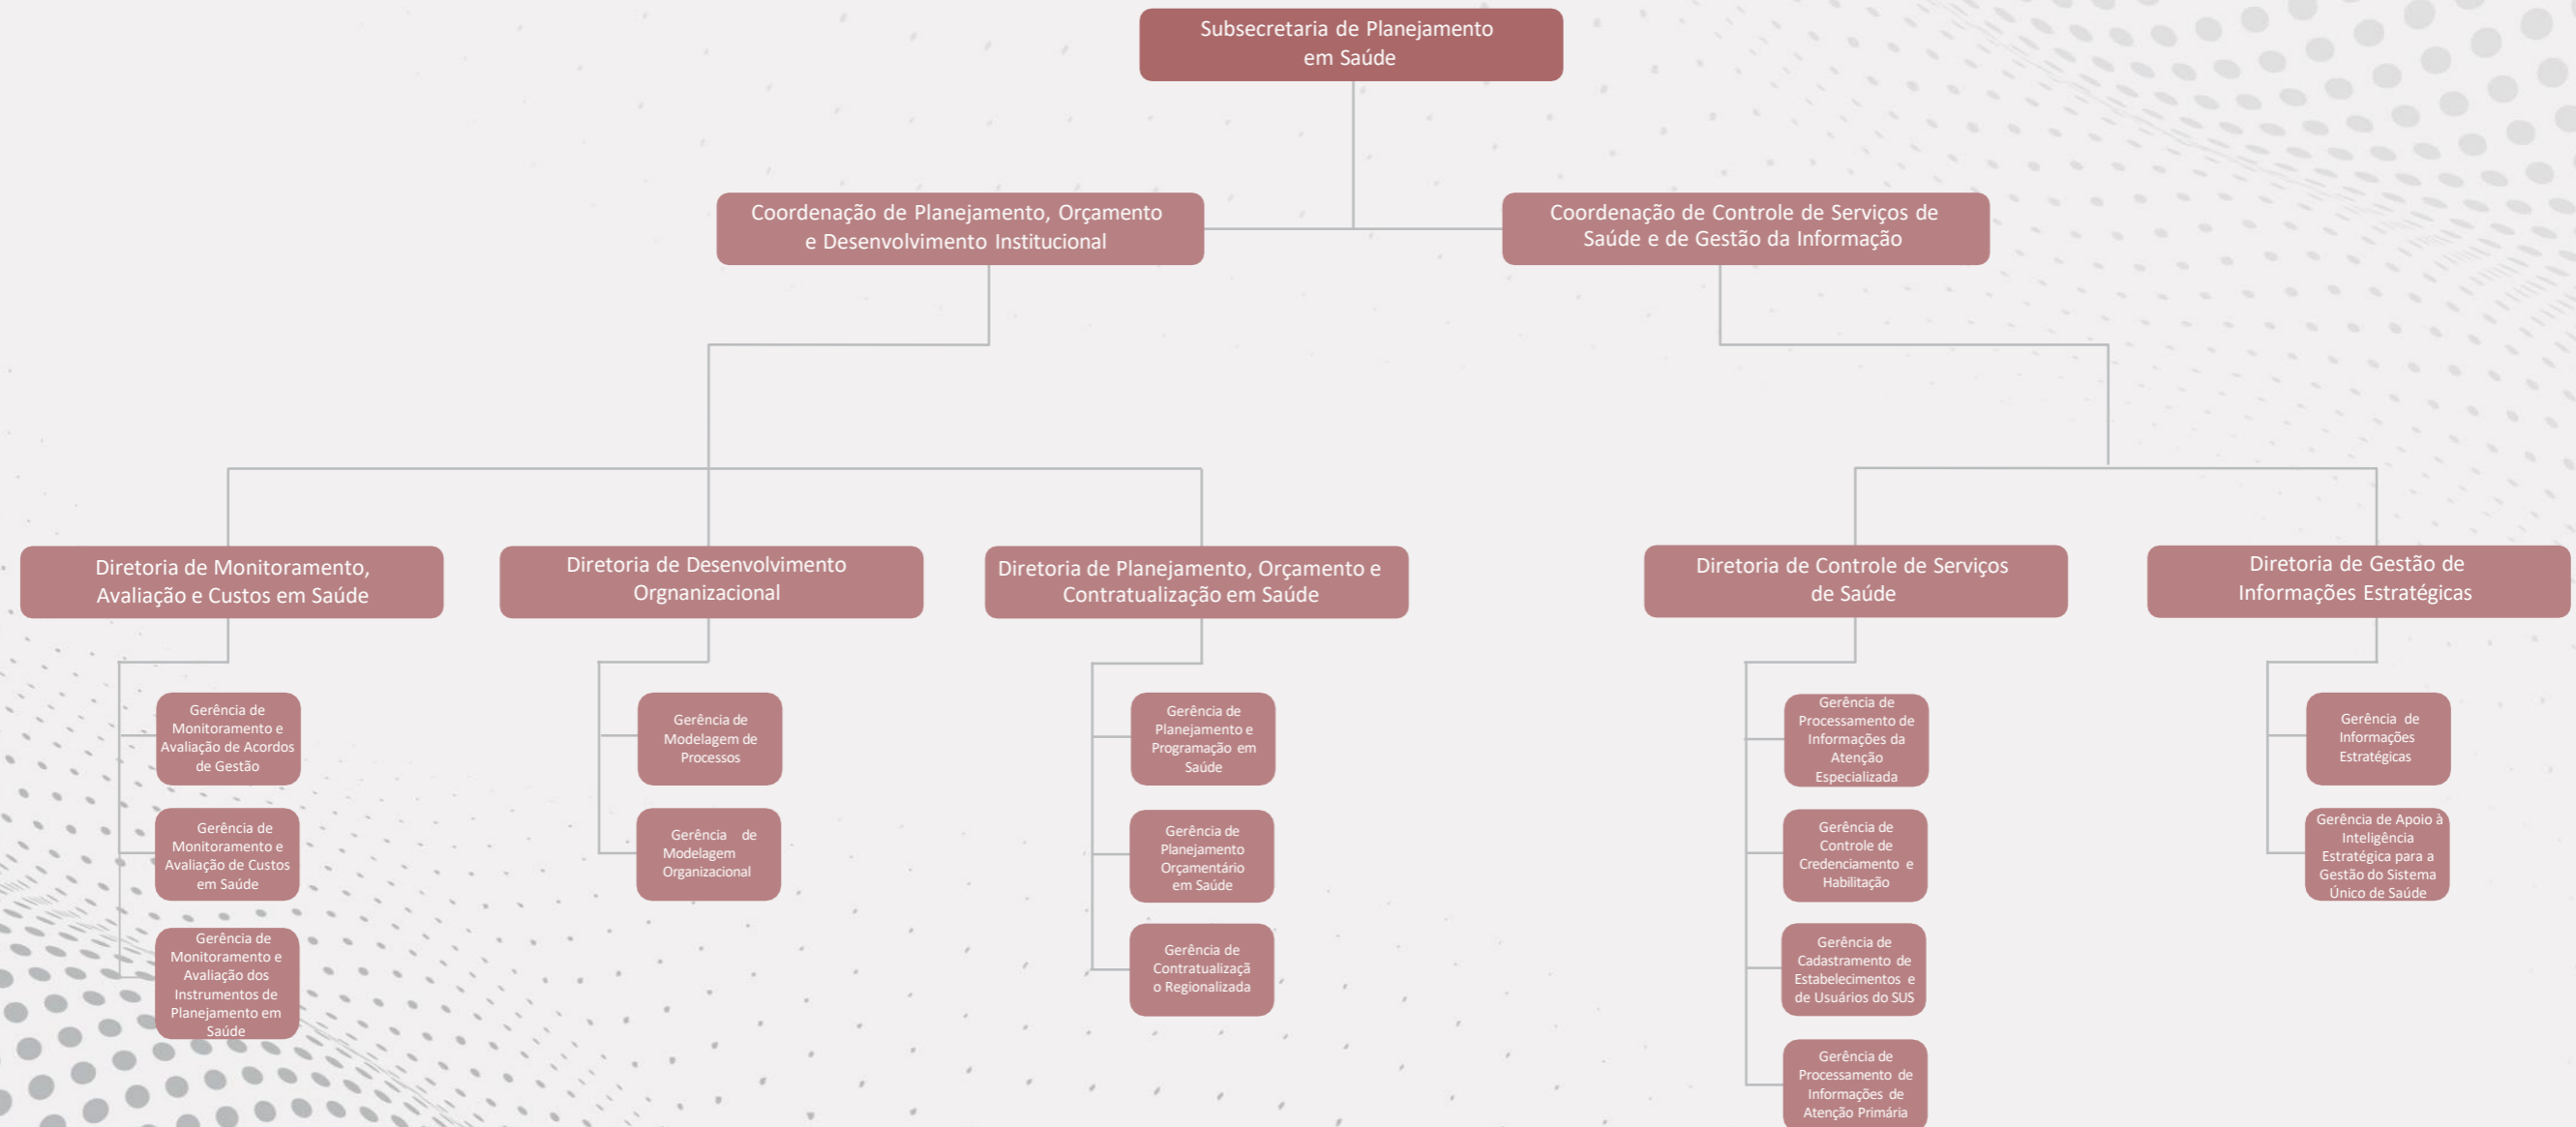 Subsecretaria de Planejamento
em Saúde
Coordenação de Planejamento, Orçamento
e Desenvolvimento Institucional
Coordenação de Controle de Serviços de
Saúde e de Gestão da Informação
Diretoria de Monitoramento,
Avaliação e Custos em Saúde
Diretoria de Desenvolvimento
Orgnanizacional
Diretoria de Planejamento, Orçamento e
Contratualização em Saúde
Diretoria de Controle de Serviços
de Saúde
Diretoria de Gestão de
Informações Estratégicas
Gerência de
Monitoramento e
Avaliação de Acordos
de Gestão
Gerência de
Monitoramento e
Avaliação de Custos
em Saúde
Gerência de
Monitoramento e
Avaliação dos
Instrumentos de
Planejamento em
Saúde
Gerência de
Modelagem de
Processos
Gerência de
Modelagem
Organizacional
Gerência de
Planejamento e
Programação em
Saúde
Gerência de
Planejamento
Orçamentário
em Saúde
Gerência de
Contratualizaçã
o Regionalizada
Gerência de
Processamento de
Informações da
Atenção
Especializada
Gerência de
Controle de
Credenciamento e
Habilitação
Gerência de
Cadastramento de
Estabelecimentos e
de Usuários do SUS
Gerência de
Processamento de
Informações de
Atenção Primária
Gerência de
Informações
Estratégicas
Gerência de Apoio à
Inteligência
Estratégica para a
Gestão do Sistema
Único de Saúde